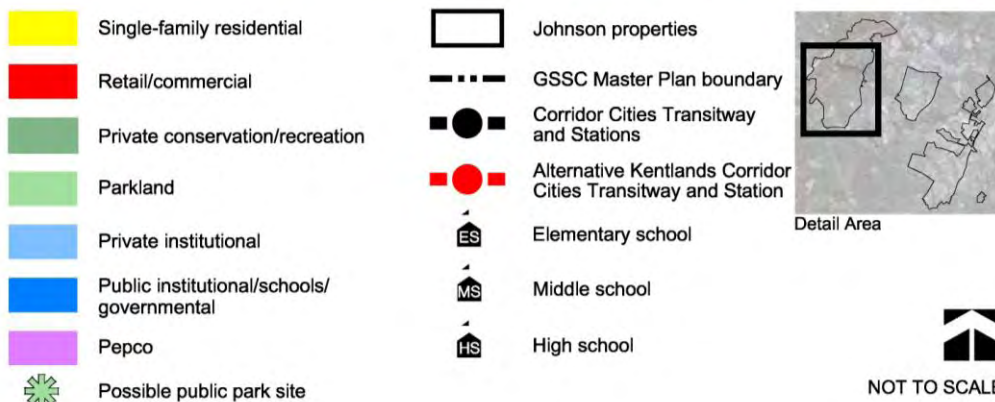 Single-family residential
Retail/commercial
Private conservation/recreation
Parkland
Private institutional
Public institutional/schools/
governmental
Pepco
Possible public park site
Johnson properties
GSSC Master Plan boundary
Corridor Cities Transitway
and Stations
Alternative Kentlands Corridor
Cities Transitway and Station
ES
Elementary school
MS
Middle school
HS
High school
Detail Area
NOT TO SCALE